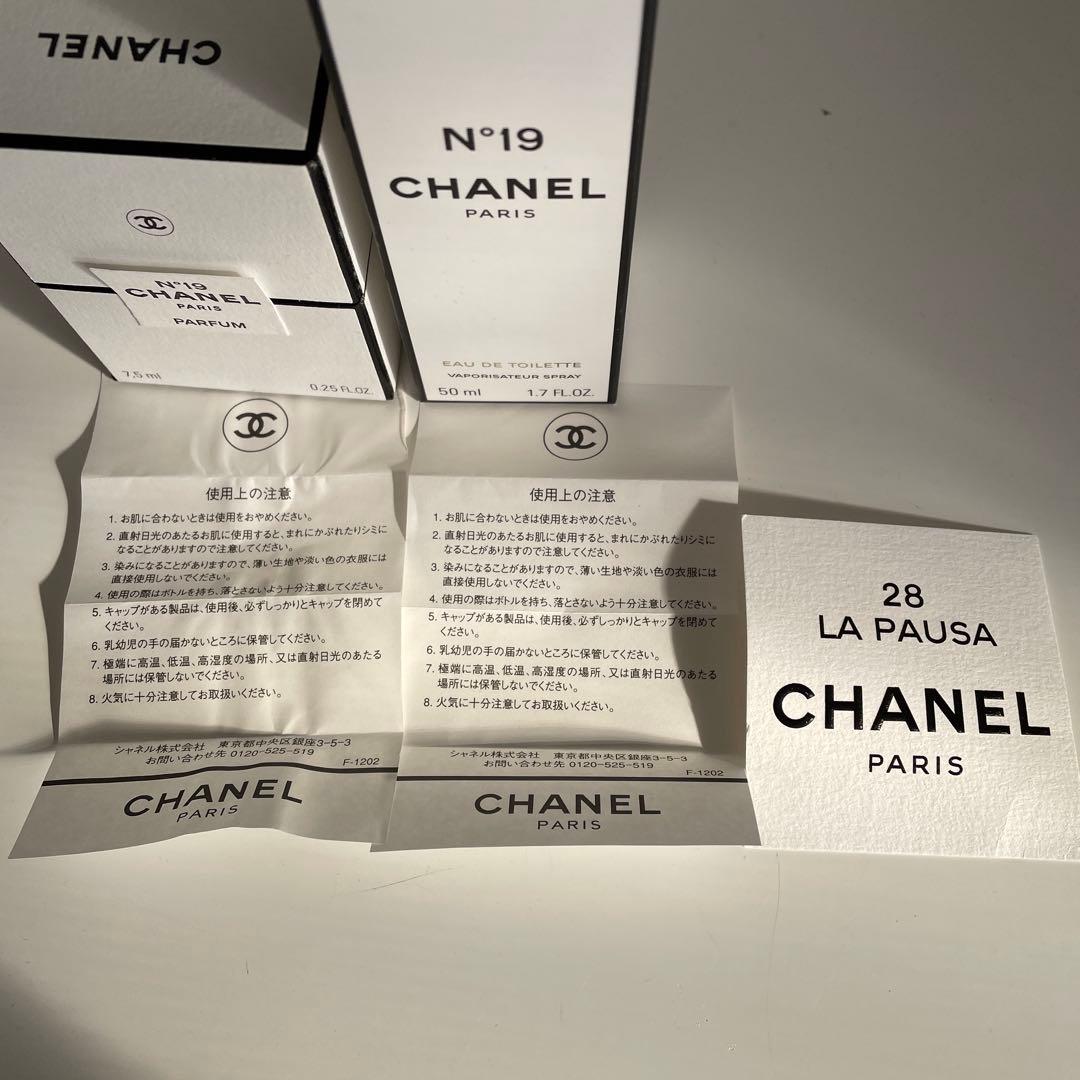 CHANEL
N°19
CHANEL
PARIS
PARFUM
7.5 ml
0.25 FL.OZ.
N°19
CHANEL
PARIS
EAU DE TOILETTE
VAPORISATEUR SPRAY
50 ml 1.7 FL.OZ.
使用上の注意
1. お肌に合わないときは使用をおやめください。
2. 直射日光のあたるお肌に使用すると、まれにかぶれたりシミに
なることがありますので注意してください。
3. 染みになることがありますので、薄い生地や淡い色の衣服には
直接使用しないでください。
4. 使用の際はボトルを持ち、落とさないよう十分注意してください。
5. キャップがある製品は、使用後、必ずしっかりとキャップを閉めて
ください。
6. 乳幼児の手の届かないところに保管してください。
7. 極端に高温、低温、高湿度の場所、又は直射日光のあたる
場所には保管しないでください。
8. 火気に十分注意してお取扱いください。
シャネル株式会社 東京都中央区銀座3-5-3
お問い合わせ先 0120-525-519
F-1202
CHANEL
PARIS
使用上の注意
1. お肌に合わないときは使用をおやめください。
2. 直射日光のあたるお肌に使用すると、まれにかぶれたりシミに
なることがありますので注意してください。
3. 染みになることがありますので、薄い生地や淡い色の衣服には
直接使用しないでください。
4. 使用の際はボトルを持ち、落とさないよう十分注意してください。
5. キャップがある製品は、使用後、必ずしっかりとキャップを閉めて
ください。
6. 乳幼児の手の届かないところに保管してください。
7. 極端に高温、低温、高湿度の場所、又は直射日光のあたる
場所には保管しないでください。
8. 火気に十分注意してお取扱いください。
シャネル株式会社 東京都中央区銀座3-5-3
お問い合わせ先 0120-525-519
F-1202
CHANEL
PARIS
28
LA PAUSA
CHANEL
PARIS